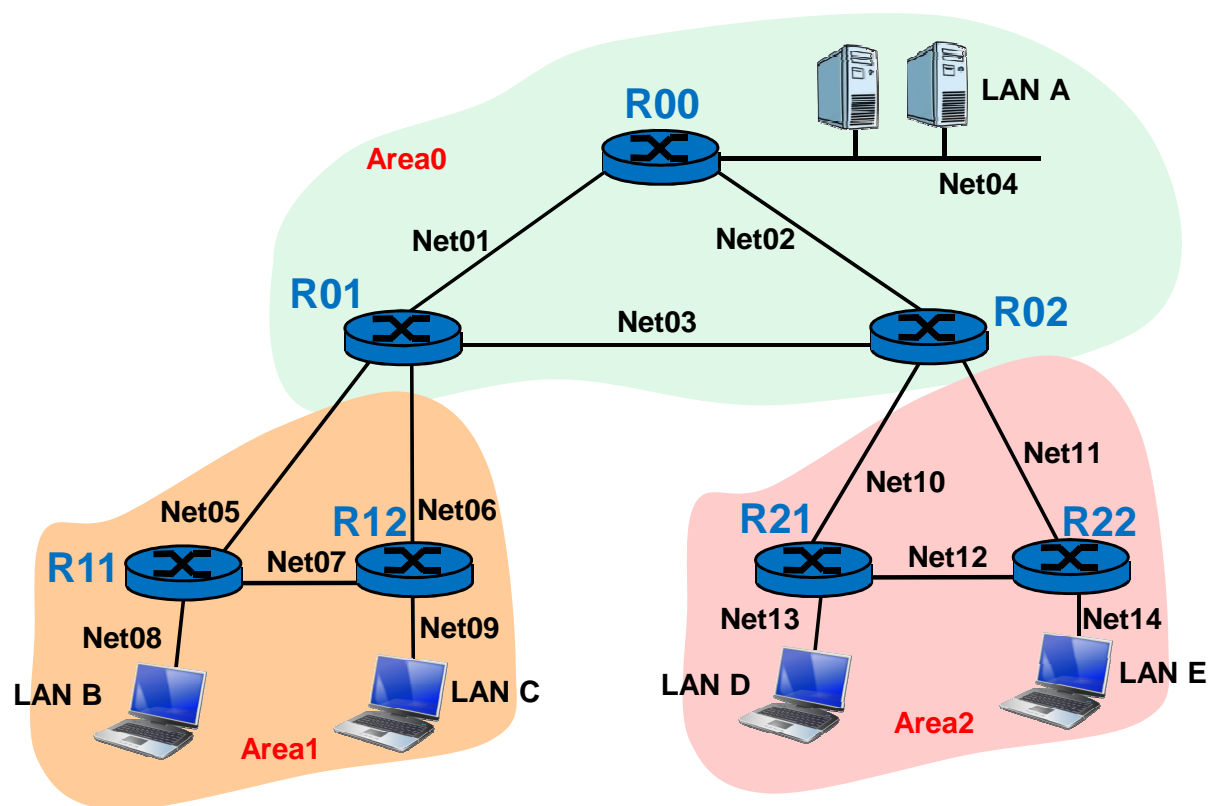 LAN A
R00
Area0
Net04
Net01
Net02
R01
Net03
R02
Net11
Net10
Net05
R12
Net06
R21
R22
R11
Net07
Net12
Net08
Net09
Net13
Net14
LAN B
LAN C
LAN D
LAN E
Area1
Area2